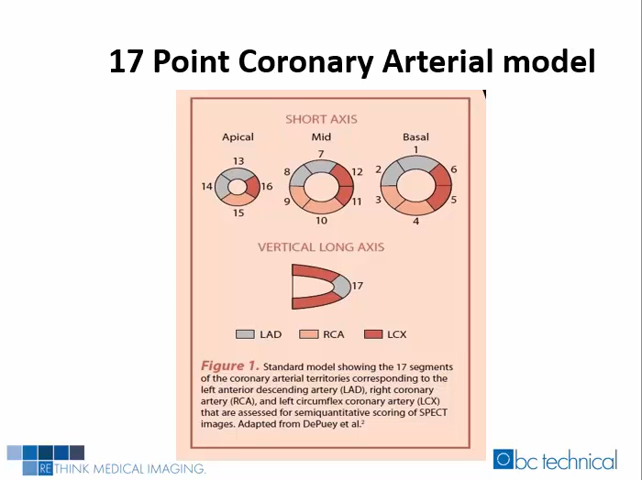 17 Point Coronary Arterial model
SHORT AXIS
Apical Mid Basal
13 7 1
14 16 8 12 2 6
9 11 3 5
15 10 4
VERTICAL LONG AXIS
17
LAD RCA LCX
Figure 1. Standard model showing the 17 segments
of the coronary arterial territories corresponding to the
left anterior descending artery (LAD), right coronary
artery (RCA), and left circumflex coronary artery (LCX)
that are assessed for semiquantitative scoring of SPECT
images. Adapted from DePuey et al.²
RETHINK MEDICAL IMAGING.
bc technical